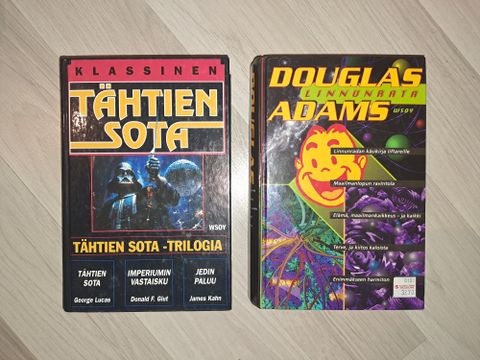 KLASSINEN
TÄHTIEN
SOTA
WSOY
TÄHTIEN SOTA -TRILOGIA
TÄHTIEN
SOTA
George Lucas
IMPERIUMIN
VASTAISKU
Donald F. Glut
JEDIN
PALUU
James Kahn
DOUGLAS
LINNUNRATA
ADAMS
WSOY
Linnunradan käsikirja liftareille
Maailmanlopun ravintola
Elämä, maailmankaikkeus – ja kaikki
Terve, ja kiitos kaloista
Enimmäkseen harmiton